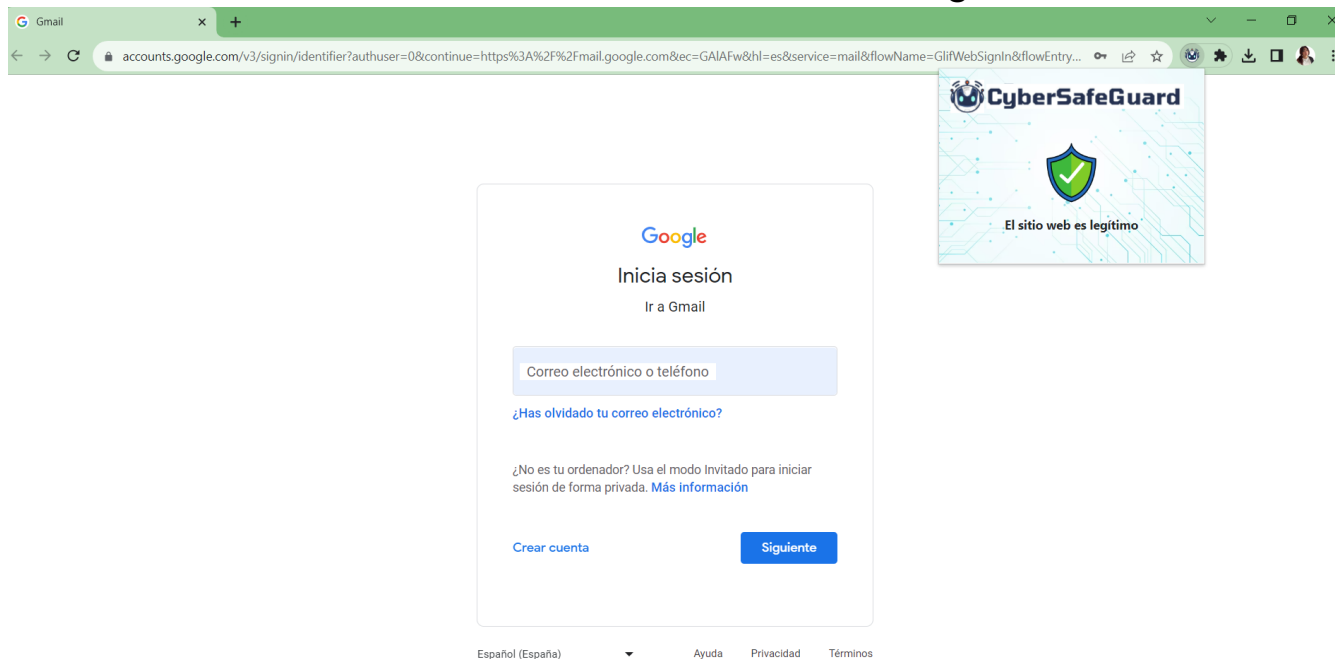 Gmail
accounts.google.com/v3/signin/identifier?authuser=0&continue=https%3A%2F%2Fmail.google.com&ec=GAlAFw&hl=es&service=mail&flowName=GlifWebSignIn&flowEntry...
CyberSafeGuard
El sitio web es legítimo
Google
Inicia sesión
Ir a Gmail
Correo electrónico o teléfono
¿Has olvidado tu correo electrónico?
¿No es tu ordenador? Usa el modo Invitado para iniciar
sesión de forma privada. Más información
Crear cuenta Siguiente
Español (España) Ayuda Privacidad Términos